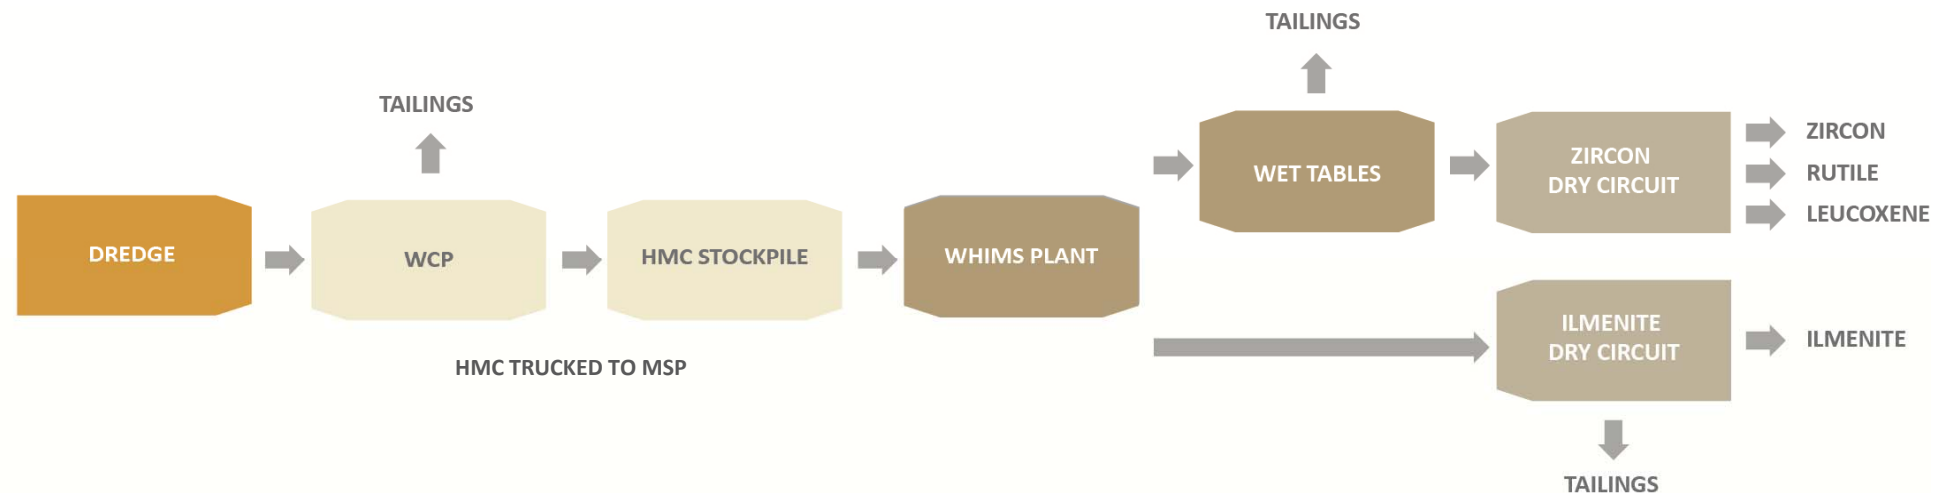 TAILINGS
TAILINGS
DREDGE
WCP
HMC STOCKPILE
WHIMS PLANT
WET TABLES
ZIRCON
DRY CIRCUIT
ZIRCON
RUTILE
LEUCOXENE
ILMENITE
DRY CIRCUIT
ILMENITE
HMC TRUCKED TO MSP
TAILINGS